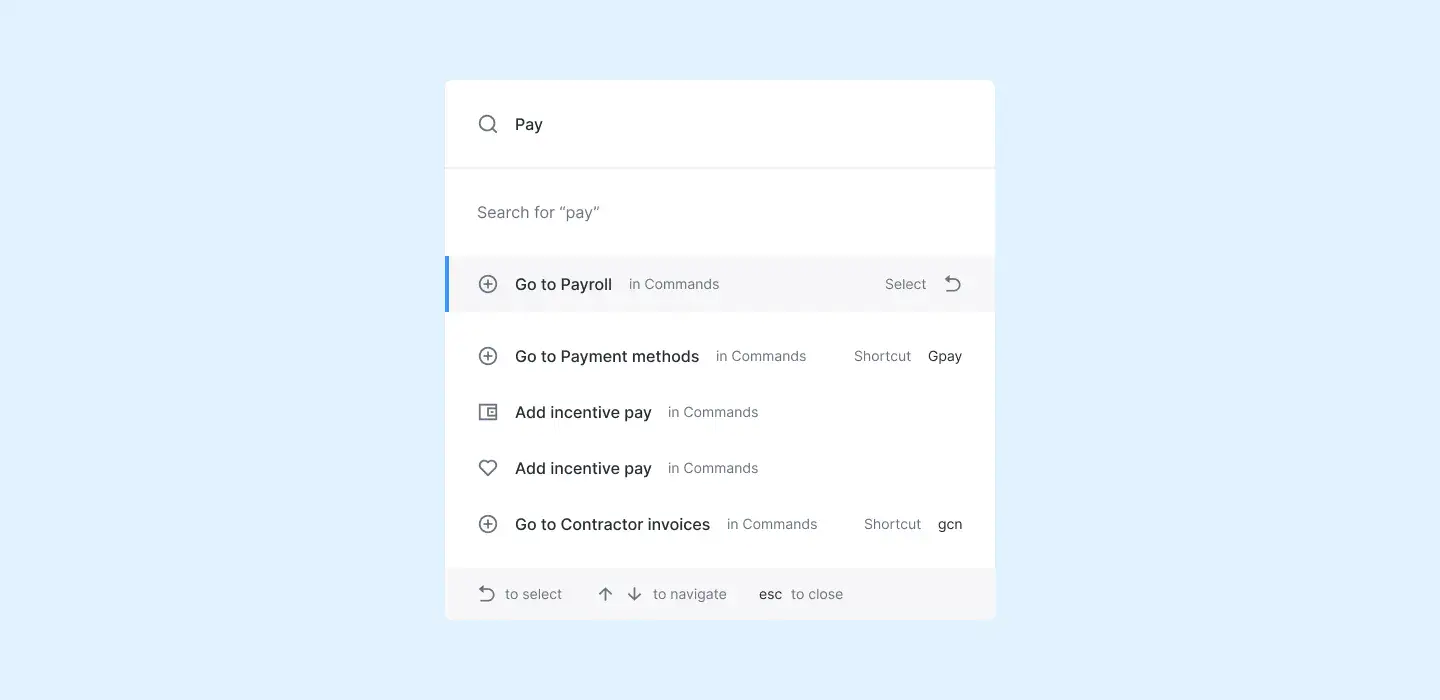 Pay
Search for “pay”
Go to Payroll in Commands Select
Go to Payment methods in Commands Shortcut Gpay
Add incentive pay in Commands
Add incentive pay in Commands
Go to Contractor invoices in Commands Shortcut gcn
to select to navigate esc to close